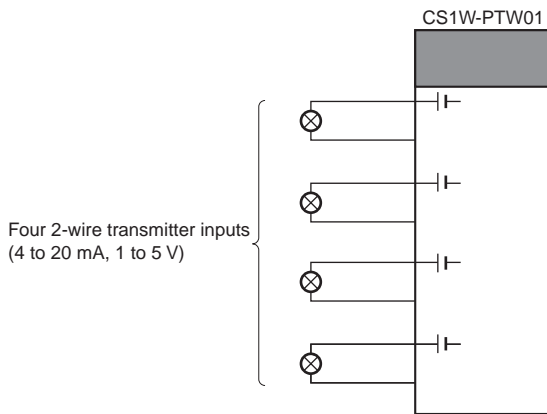 CS1W-PTW01
Four 2-wire transmitter inputs
(4 to 20 mA, 1 to 5 V)